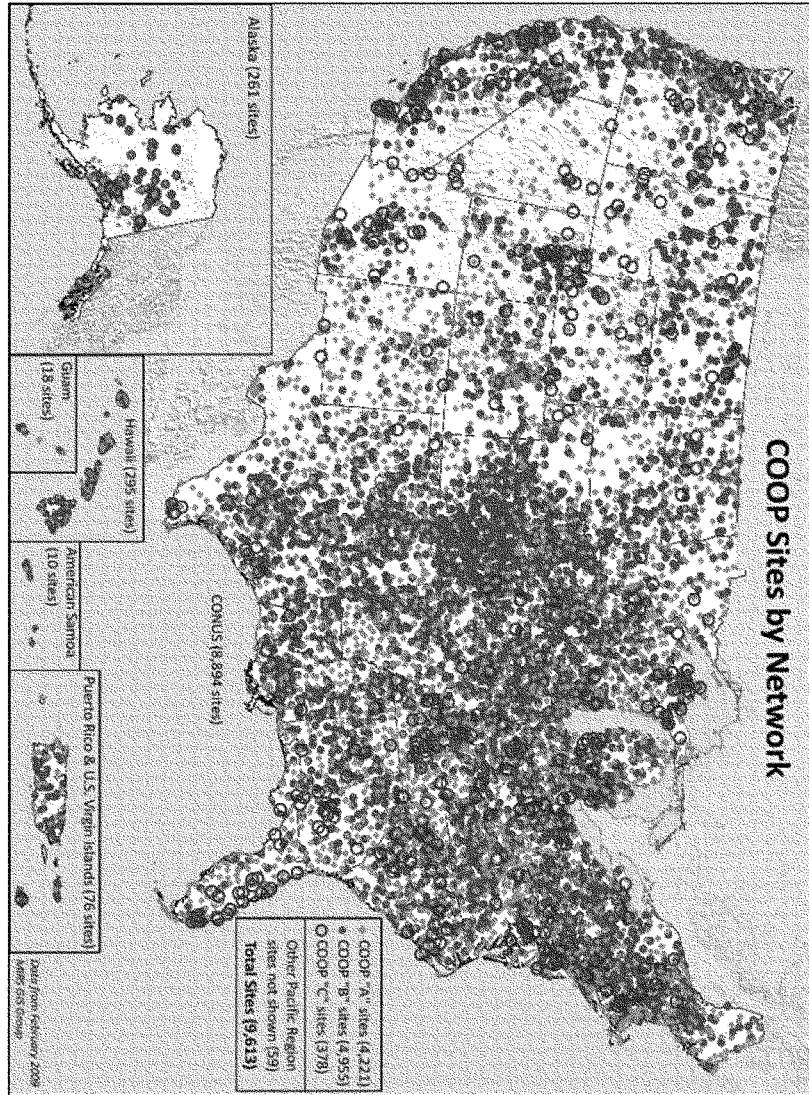 COOP Sites by Network
Alaska (261 sites)
Hawaii (295 sites)
Guam
(18 sites)
American Samoa
(10 sites)
Puerto Rico & U.S. Virgin Islands (76 sites)
CONUS (8,894 sites)
COOP "A" sites (4,221)
COOP "B" sites (4,955)
COOP "C" sites (378)
Other Pacific Region
sites not shown (59)
Total Sites (9,613)
Data from February 2009